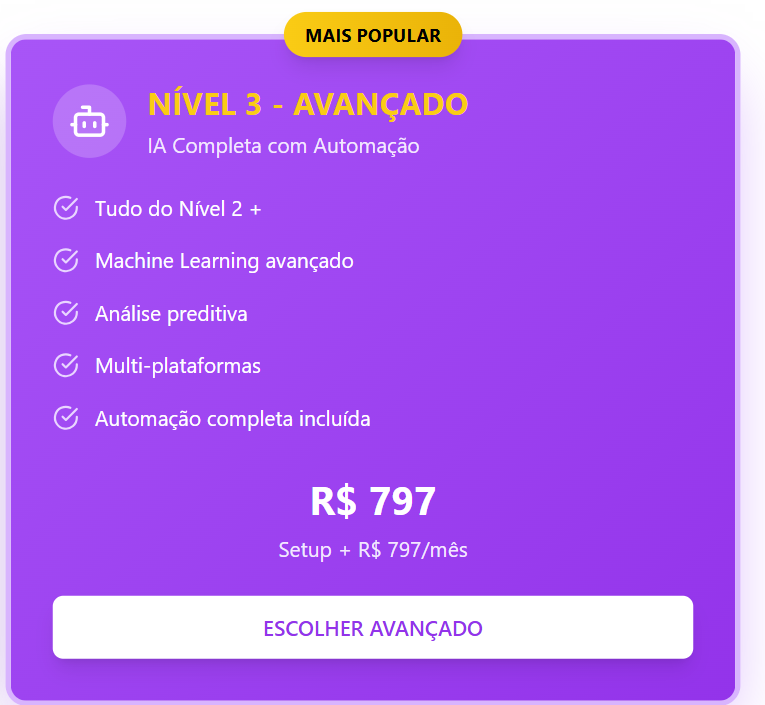 MAIS POPULAR
NÍVEL 3 - AVANÇADO
IA Completa com Automação
Tudo do Nível 2 +
Machine Learning avançado
Análise preditiva
Multi-plataformas
Automação completa incluída
R$ 797
Setup + R$ 797/mês
ESCOLHER AVANÇADO